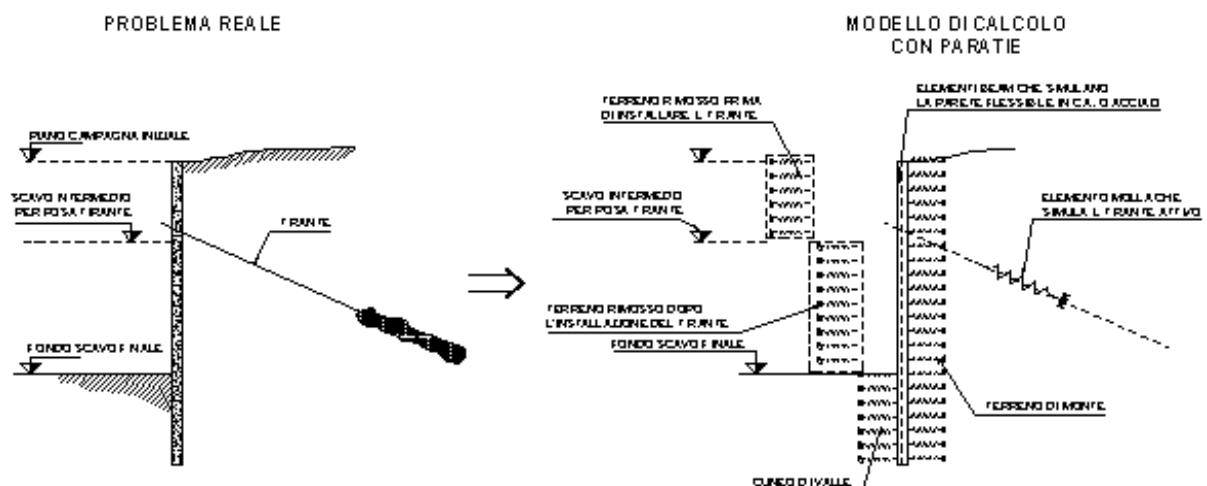 PROBLEMA REALE
PIANO CAMPAGNA INIZIALE
SCAVO INTERMEDIO
PER POSA TIRANTE
TIRANTE
FONDO SCAVO FINALE
MODELLO DI CALCOLO
CON PARATIE
TERRENO RIMOSSO PRIMA
DI INSTALLARE IL TIRANTE
ELEMENTI BEAM CHE SIMULANO
LA PARETE FLESSIBILE IN C.A. O ACCIAIO
SCAVO INTERMEDIO
PER POSA TIRANTE
ELEMENTO MOLLA CHE
SIMULA IL TIRANTE ATTIVO
TERRENO RIMOSSO DOPO
L'INSTALLAZIONE DEL TIRANTE
FONDO SCAVO FINALE
TERRENO DI MONTE
CUNEO DI VALLE